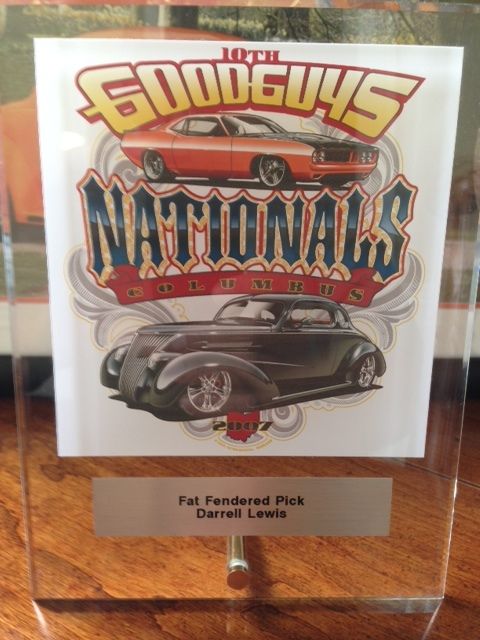 10TH
GOODGUYS
NATIONALS
COLUMBUS
2007
Fat Fendered Pick
Darrell Lewis